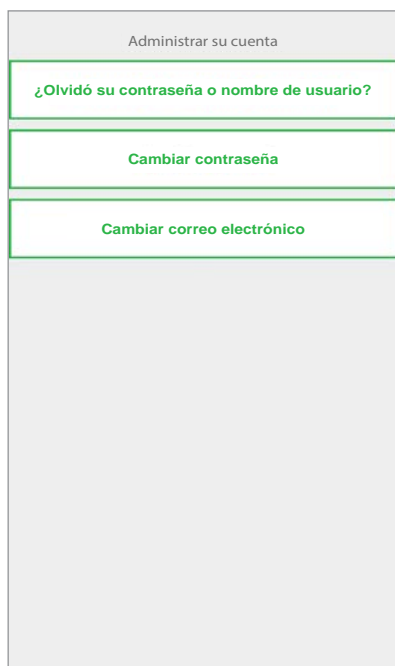 Administrar su cuenta
¿Olvidó su contraseña o nombre de usuario?
Cambiar contraseña
Cambiar correo electrónico